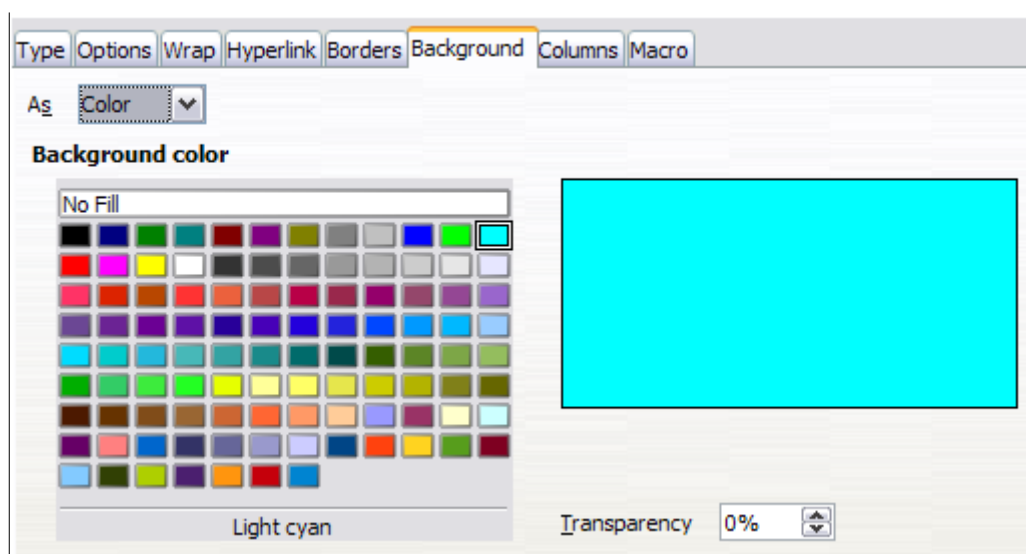 Type Options Wrap Hyperlink Borders Background Columns Macro
As Color
Background color
No Fill
Light cyan
Transparency 0%